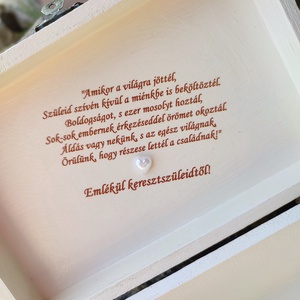 "Amikor a világra jöttél,
Szüleid szívén kívül a miénkbe is beköltöztél.
Boldogságot, s ezer mosolyt hoztál,
Sok-sok embernek érkezéseddel örömet okoztál.
Áldás vagy nekünk, s az egész világnak,
Örülünk, hogy részese lettél a családnak!"
Emlékül keresztszüleidtől!